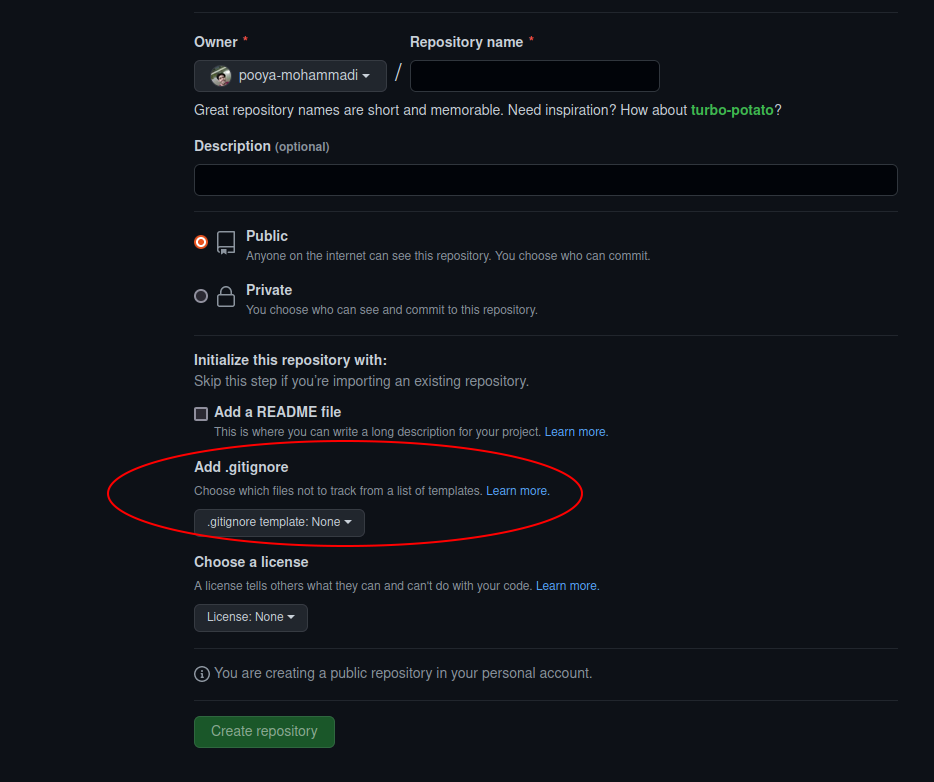 Owner *
Repository name *
pooya-mohammadi
/
Great repository names are short and memorable. Need inspiration? How about turbo-potato?
Description (optional)
Public
Anyone on the internet can see this repository. You choose who can commit.
Private
You choose who can see and commit to this repository.
Initialize this repository with:
Skip this step if you’re importing an existing repository.
Add a README file
This is where you can write a long description for your project. Learn more.
Add .gitignore
Choose which files not to track from a list of templates. Learn more.
.gitignore template: None
Choose a license
A license tells others what they can and can't do with your code. Learn more.
License: None
You are creating a public repository in your personal account.
Create repository